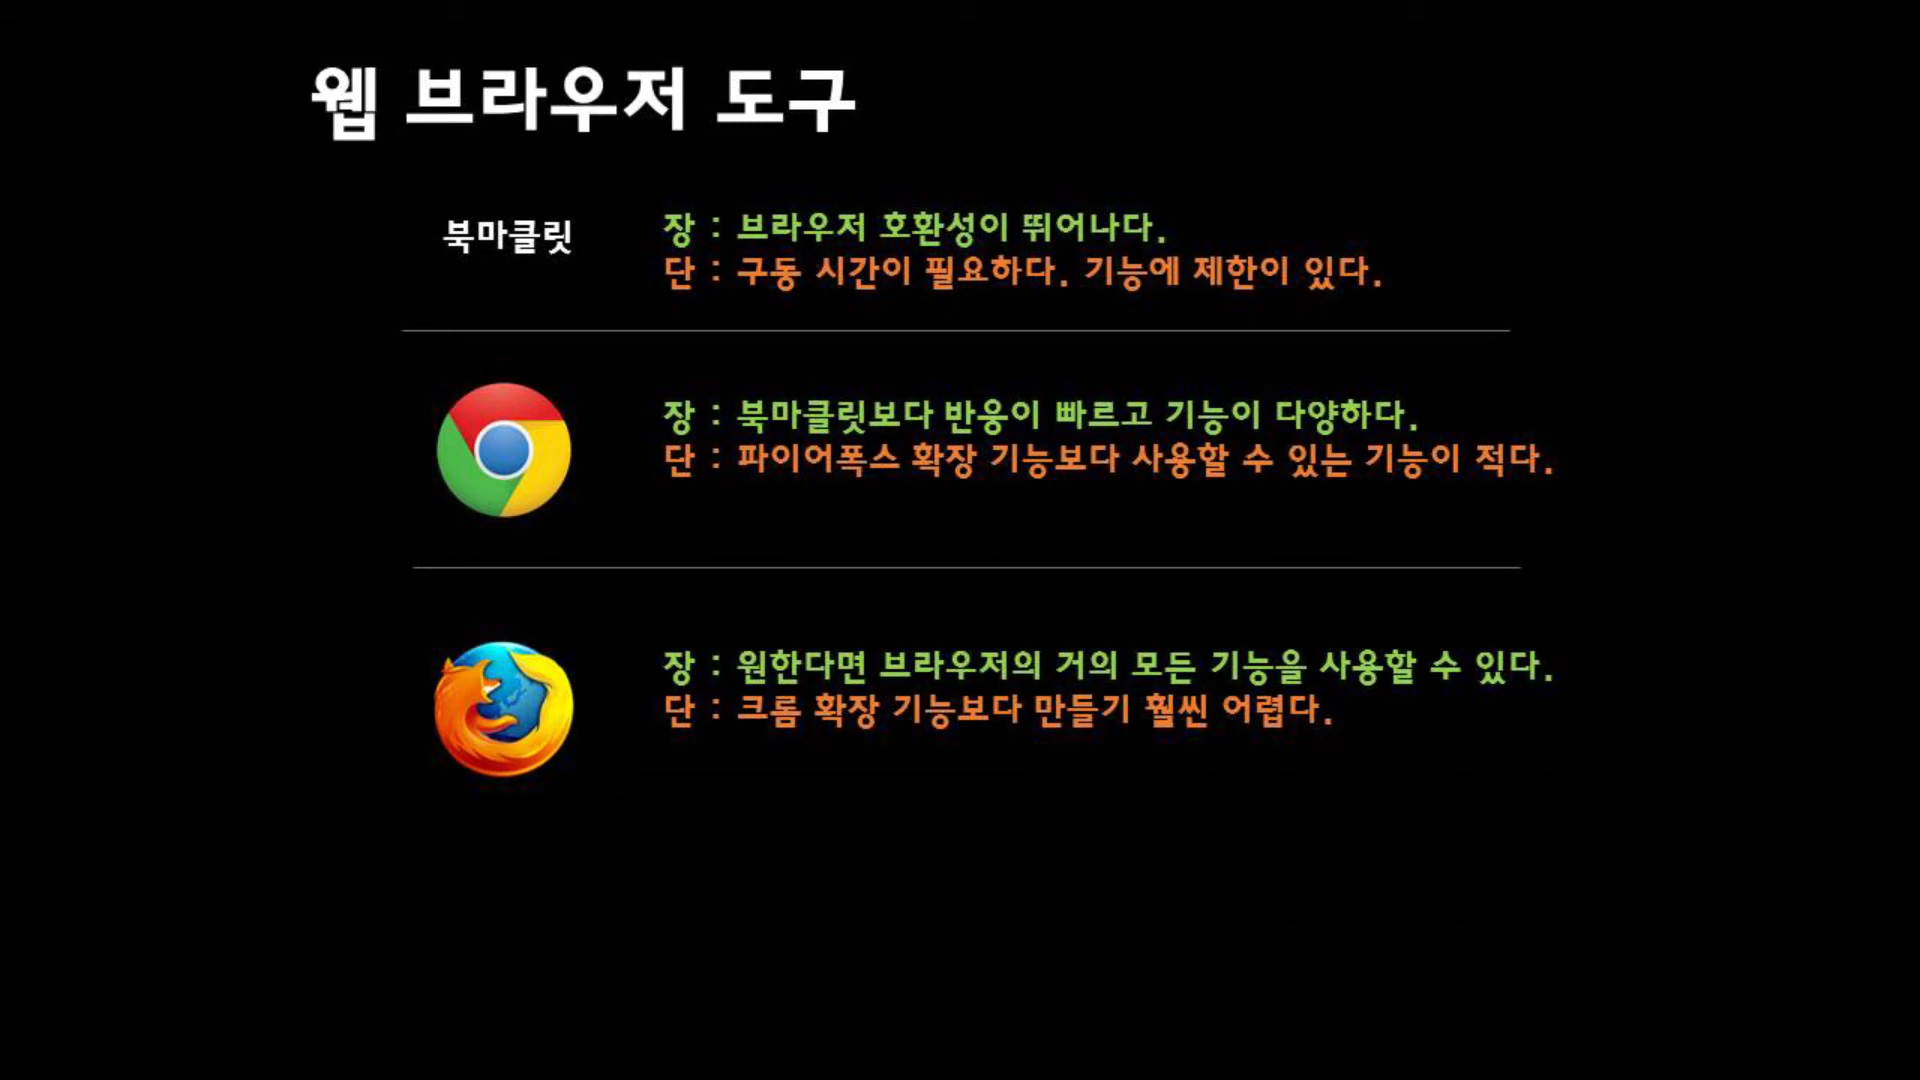 웹 브라우저 도구
북마클릿
장 : 브라우저 호환성이 뛰어나다.
단 : 구동 시간이 필요하다. 기능에 제한이 있다.
장 : 북마클릿보다 반응이 빠르고 기능이 다양하다.
단 : 파이어폭스 확장 기능보다 사용할 수 있는 기능이 적다.
장 : 원한다면 브라우저의 거의 모든 기능을 사용할 수 있다.
단 : 크롬 확장 기능보다 만들기 훨씬 어렵다.